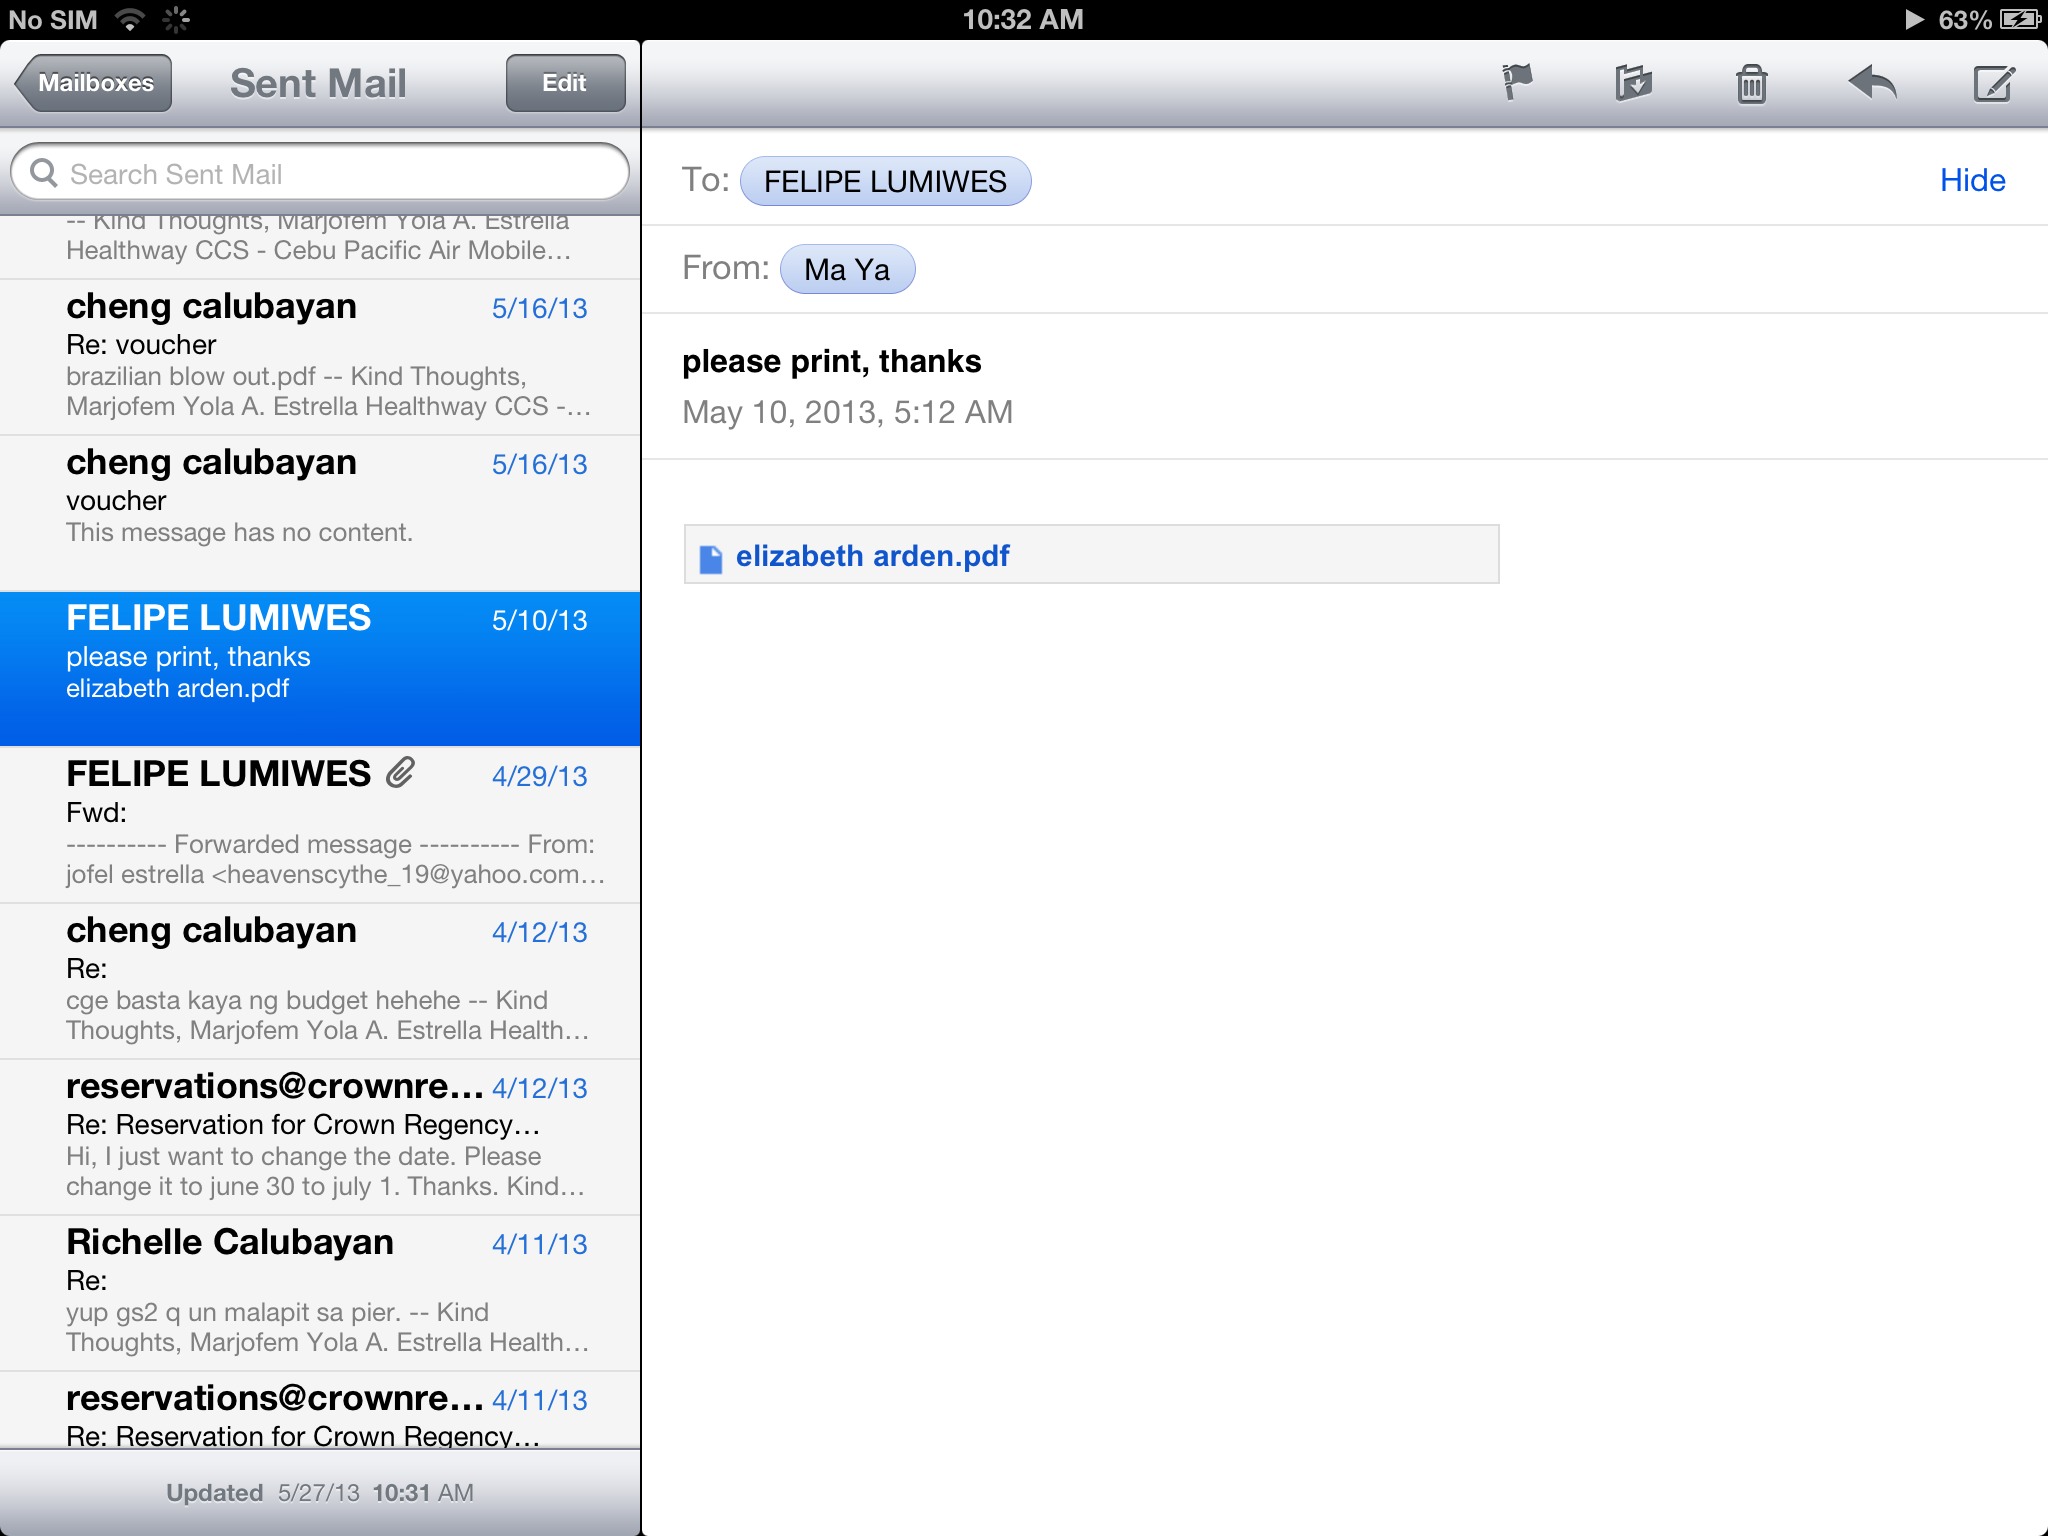 No SIM
10:32 AM
63%
Mailboxes
Sent Mail
Edit
Search Sent Mail
-- Kind Thoughts, Marjofem Yola A. Estrella
Healthway CCS - Cebu Pacific Air Mobile...
cheng calubayan 5/16/13
Re: voucher
brazilian blow out.pdf -- Kind Thoughts,
Marjofem Yola A. Estrella Healthway CCS -...
cheng calubayan 5/16/13
voucher
This message has no content.
FELIPE LUMIWES 5/10/13
please print, thanks
elizabeth arden.pdf
FELIPE LUMIWES 4/29/13
Fwd:
---------- Forwarded message ---------- From:
jofel estrella <heavenscythe_19@yahoo.com...
cheng calubayan 4/12/13
Re:
cge basta kaya ng budget hehehe -- Kind
Thoughts, Marjofem Yola A. Estrella Health...
reservations@crownre... 4/12/13
Re: Reservation for Crown Regency...
Hi, I just want to change the date. Please
change it to june 30 to july 1. Thanks. Kind...
Richelle Calubayan 4/11/13
Re:
yup gs2 q un malapit sa pier. -- Kind
Thoughts, Marjofem Yola A. Estrella Health...
reservations@crownre... 4/11/13
Re: Reservation for Crown Regency...
Updated 5/27/13 10:31 AM
To: FELIPE LUMIWES
Hide
From: Ma Ya
please print, thanks
May 10, 2013, 5:12 AM
elizabeth arden.pdf